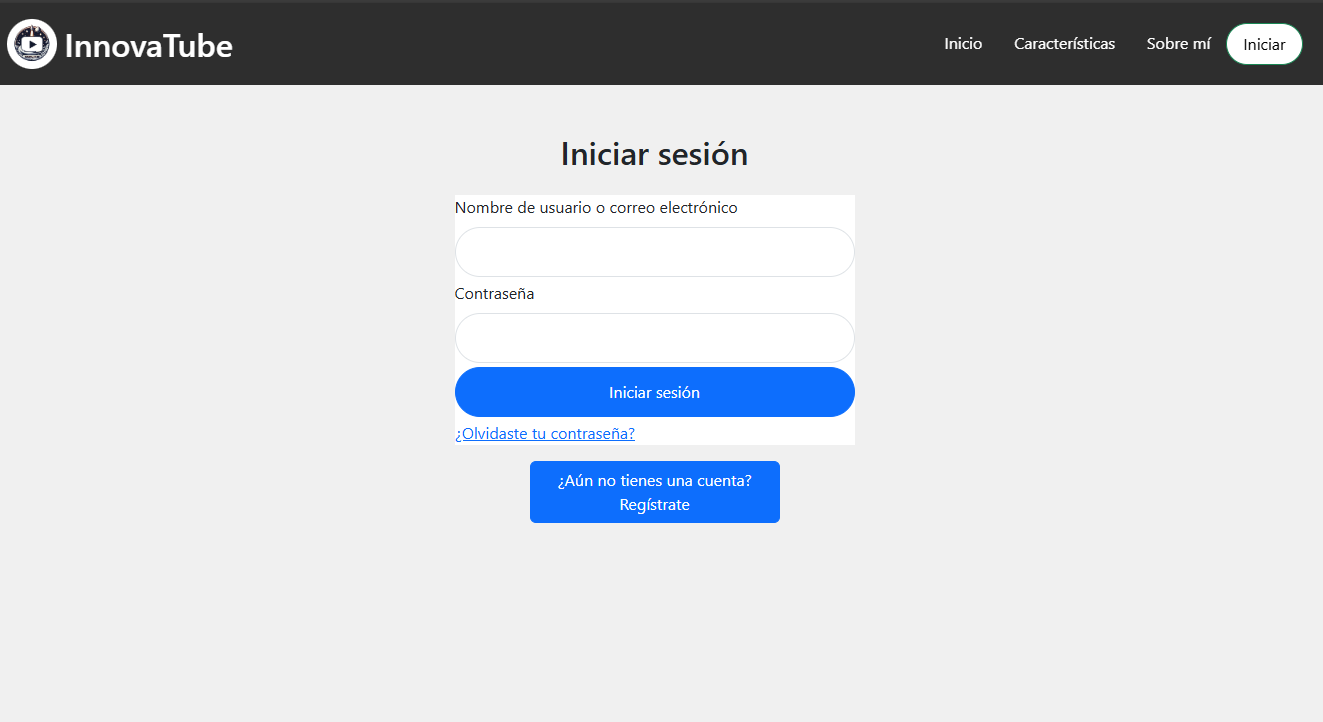 InnovaTube
Inicio
Características
Sobre mí
Iniciar
Iniciar sesión
Nombre de usuario o correo electrónico
Contraseña
Iniciar sesión
¿Olvidaste tu contraseña?
¿Aún no tienes una cuenta?
Regístrate